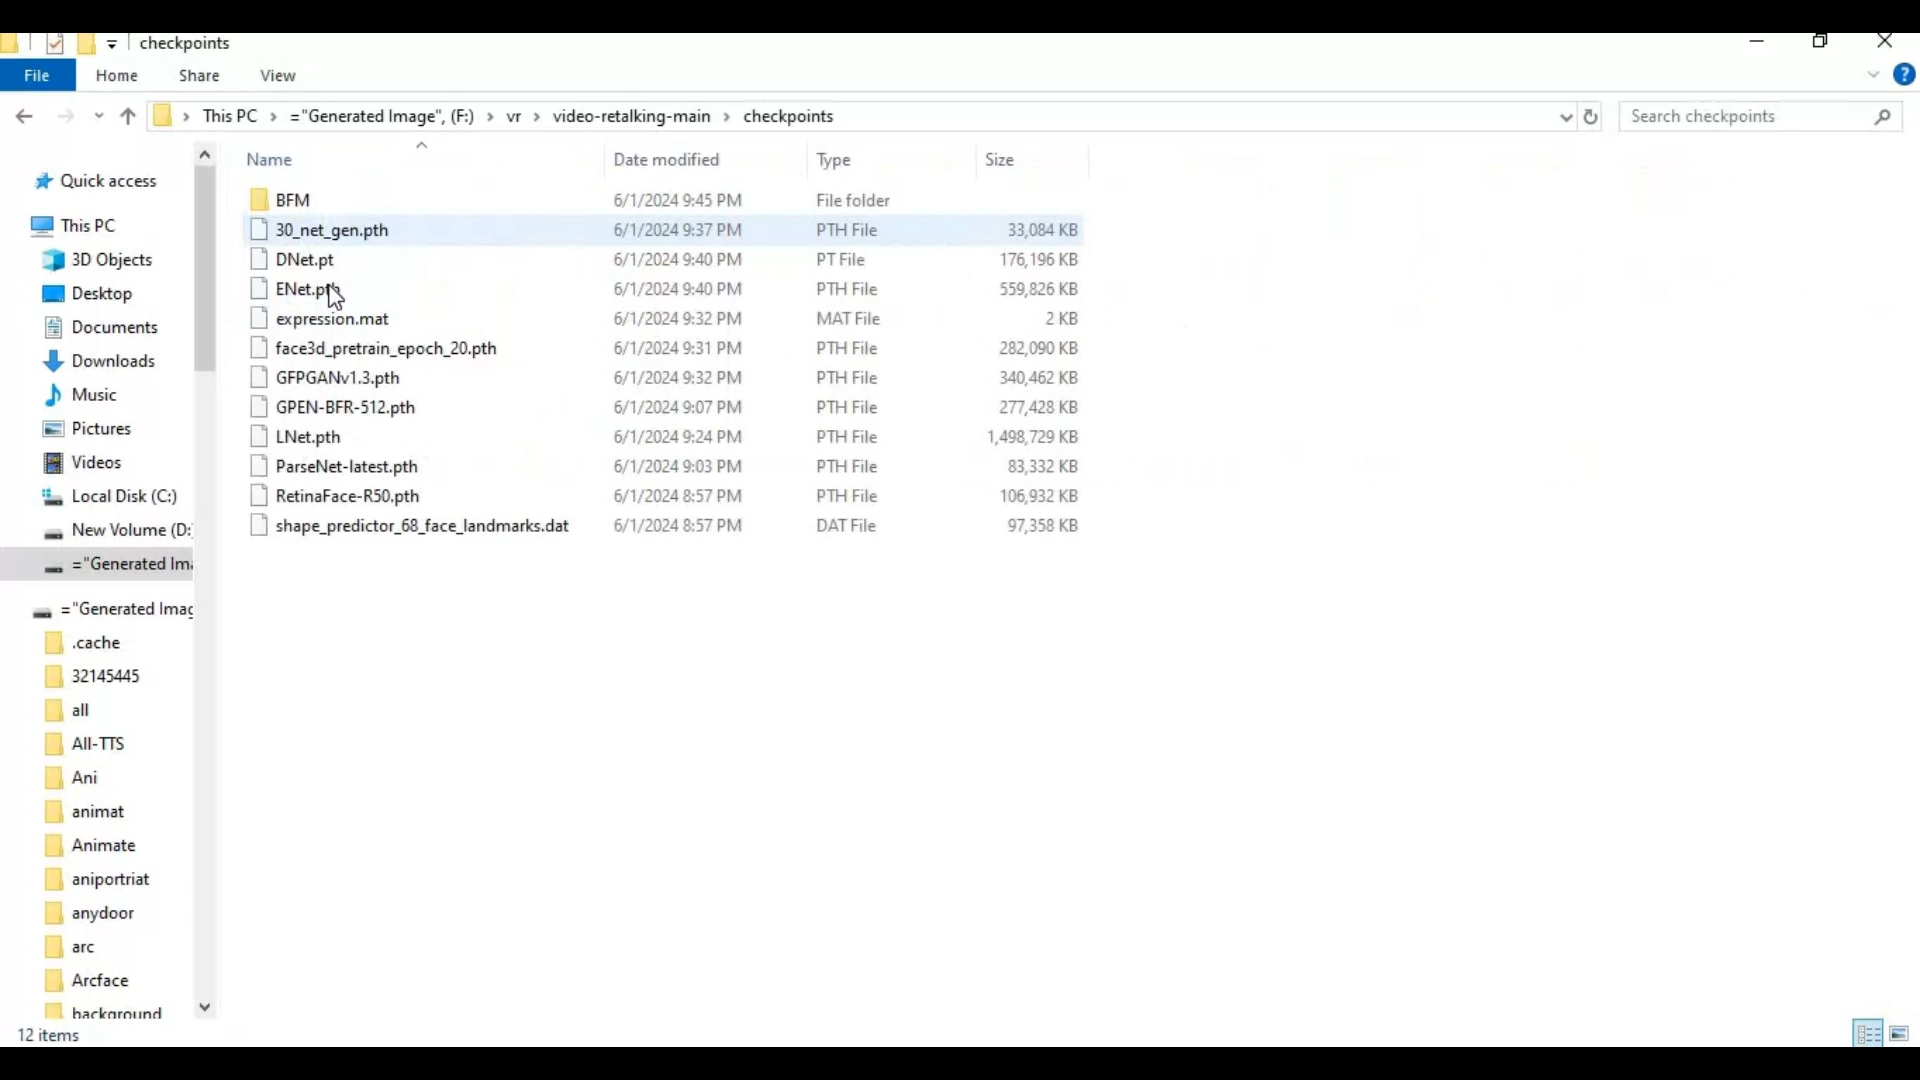 checkpoints
File Home Share View
This PC > ="Generated Image", (F:) > vr > video-retalking-main > checkpoints
Search checkpoints
Name Date modified Type Size
BFM 6/1/2024 9:45 PM File folder
30_net_gen.pth 6/1/2024 9:37 PM PTH File 33,084 KB
DNet.pt 6/1/2024 9:40 PM PT File 176,196 KB
ENet.pth 6/1/2024 9:40 PM PTH File 559,826 KB
expression.mat 6/1/2024 9:32 PM MAT File 2 KB
face3d_pretrain_epoch_20.pth 6/1/2024 9:31 PM PTH File 282,090 KB
GFPGANv1.3.pth 6/1/2024 9:32 PM PTH File 340,462 KB
GPEN-BFR-512.pth 6/1/2024 9:07 PM PTH File 277,428 KB
LNet.pth 6/1/2024 9:24 PM PTH File 1,498,729 KB
ParseNet-latest.pth 6/1/2024 9:03 PM PTH File 83,332 KB
RetinaFace-R50.pth 6/1/2024 8:57 PM PTH File 106,932 KB
shape_predictor_68_face_landmarks.dat 6/1/2024 8:57 PM DAT File 97,358 KB
Quick access
This PC
3D Objects
Desktop
Documents
Downloads
Music
Pictures
Videos
Local Disk (C:)
New Volume (D:
="Generated Ima
="Generated Imag
.cache
32145445
all
All-TTS
Ani
animat
Animate
aniportriat
anydoor
arc
Arcface
background
12 items